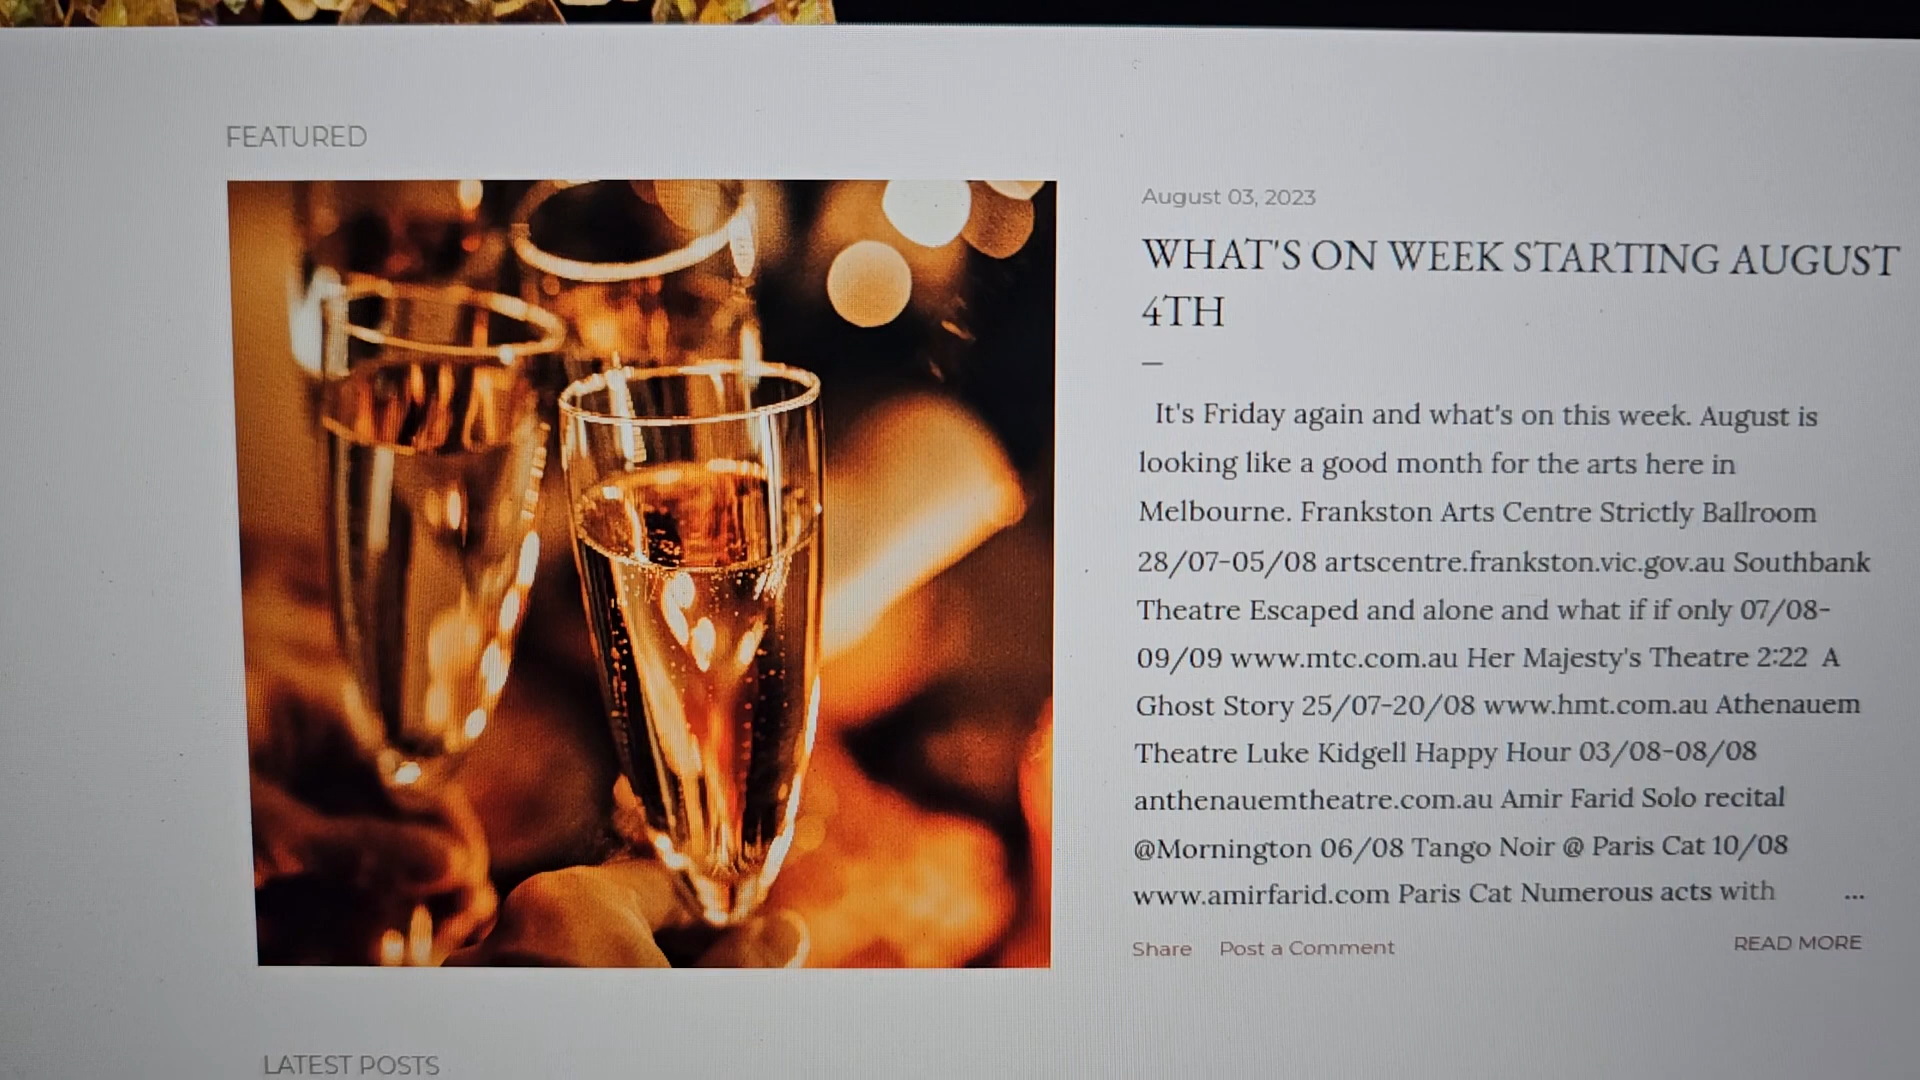 FEATURED
August 03, 2023
WHAT'S ON WEEK STARTING AUGUST
4TH
It's Friday again and what's on this week. August is
looking like a good month for the arts here in
Melbourne. Frankston Arts Centre Strictly Ballroom
28/07-05/08 artscentre.frankston.vic.gov.au Southbank
Theatre Escaped and alone and what if if only 07/08-
09/09 www.mtc.com.au Her Majesty's Theatre 2:22 A
Ghost Story 25/07-20/08 www.hmt.com.au Athenauem
Theatre Luke Kidgell Happy Hour 03/08-08/08
anthenauemtheatre.com.au Amir Farid Solo recital
@Mornington 06/08 Tango Noir @ Paris Cat 10/08
www.amirfarid.com Paris Cat Numerous acts with ...
Share Post a Comment READ MORE
LATEST POSTS